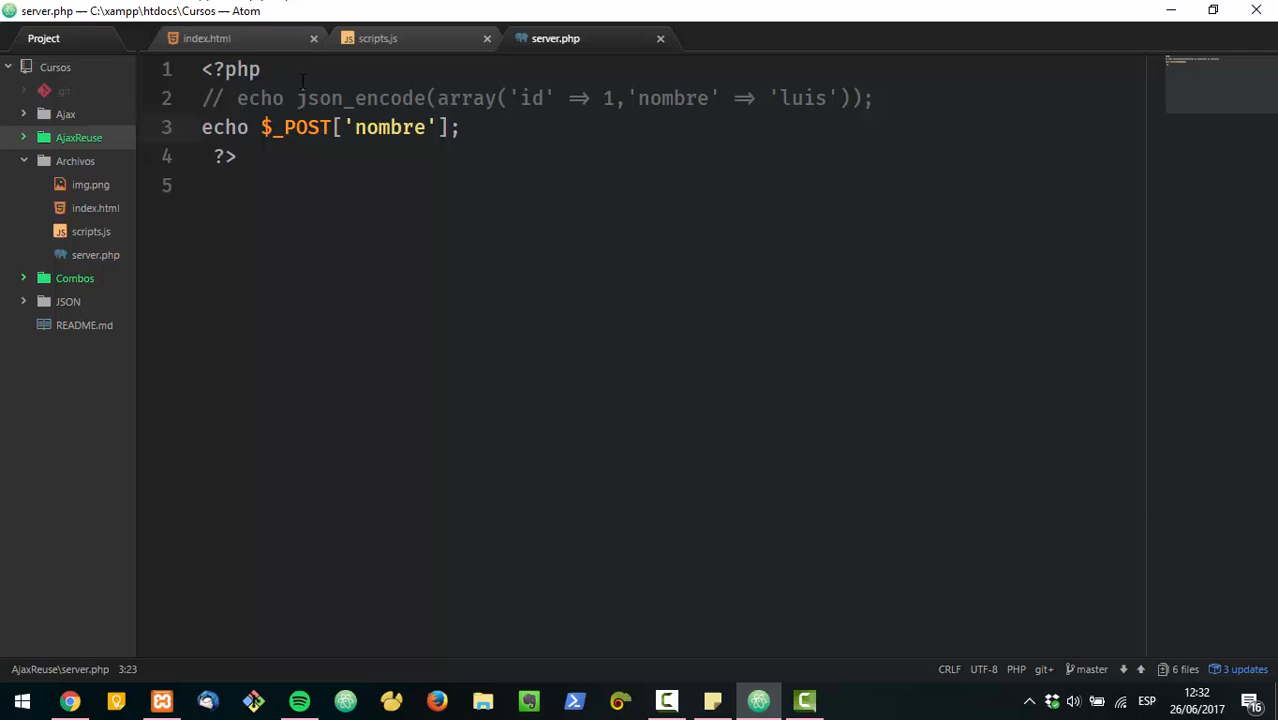 server.php — C:\xampp\htdocs\Cursos — Atom
Project
index.html
scripts.js
server.php
Cursos
.git
Ajax
AjaxReuse
Archivos
img.png
index.html
scripts.js
server.php
Combos
JSON
README.md
1 <?php
2 // echo json_encode(array('id' => 1,'nombre' => 'luis'));
3 echo $_POST['nombre'];
4 ?>
5
AjaxReuse\server.php 3:23
CRLF UTF-8 PHP git+ master 6 files 3 updates
ESP
12:32
26/06/2017
16